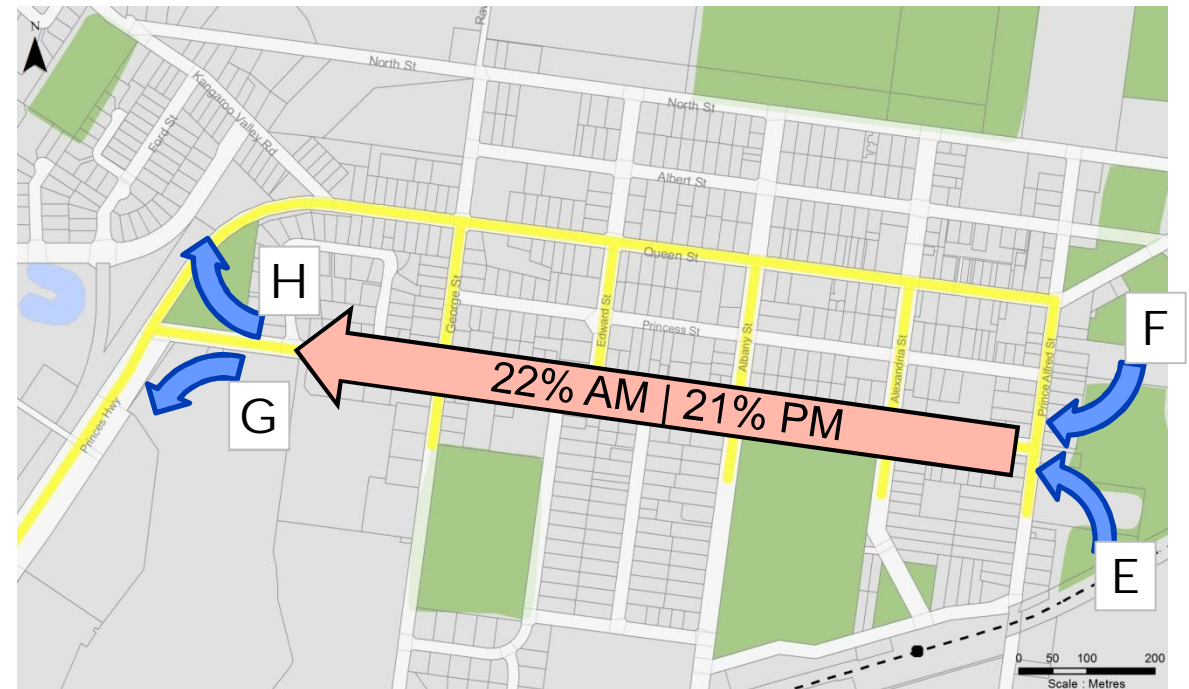 N
Ra
North St
North St
Kangaroo Valley Rd
Ford St
Albert St
Queen St
H
George St
Edward St
Princess St
Albany St
Alexandria St
Prince Alfred St
F
22% AM | 21% PM
G
Princes Hwy
E
0 50 100 200
Scale : Metres